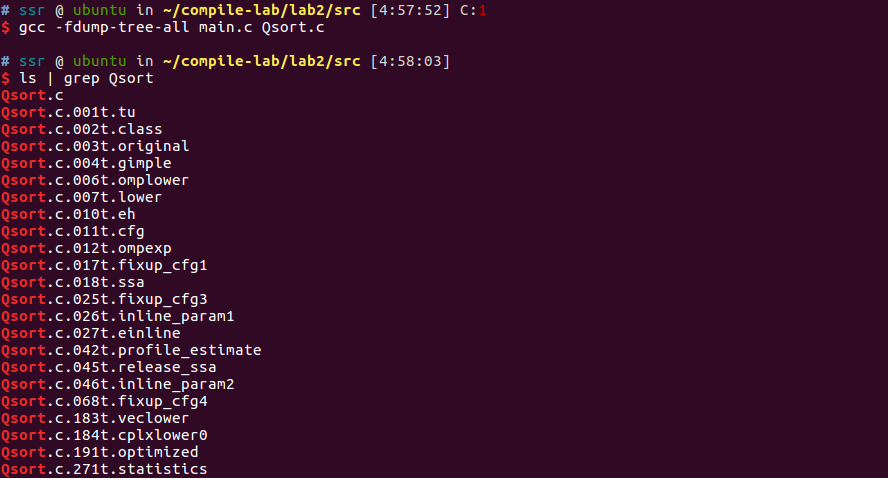 # ssr @ ubuntu in ~/compile-lab/lab2/src [4:57:52] C:1
$ gcc -fdump-tree-all main.c Qsort.c
# ssr @ ubuntu in ~/compile-lab/lab2/src [4:58:03]
$ ls | grep Qsort
Qsort.c
Qsort.c.001t.tu
Qsort.c.002t.class
Qsort.c.003t.original
Qsort.c.004t.gimple
Qsort.c.006t.omplower
Qsort.c.007t.lower
Qsort.c.010t.eh
Qsort.c.011t.cfg
Qsort.c.012t.ompexp
Qsort.c.017t.fixup_cfg1
Qsort.c.018t.ssa
Qsort.c.025t.fixup_cfg3
Qsort.c.026t.inline_param1
Qsort.c.027t.einline
Qsort.c.042t.profile_estimate
Qsort.c.045t.release_ssa
Qsort.c.046t.inline_param2
Qsort.c.068t.fixup_cfg4
Qsort.c.183t.veclower
Qsort.c.184t.cplxlower0
Qsort.c.191t.optimized
Qsort.c.271t.statistics